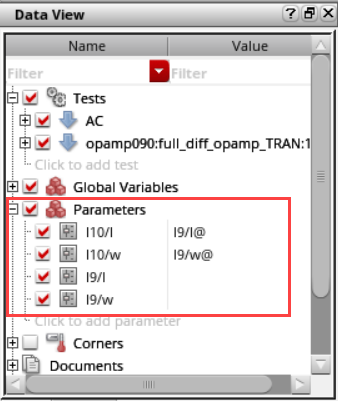 Data View
Name Value
Filter Filter
Tests
AC
opamp090:full_diff_opamp_TRAN:1
Click to add test
Global Variables
Parameters
I10/l I9/l@
I10/w I9/w@
I9/l
I9/w
Click to add parameter
Corners
Documents